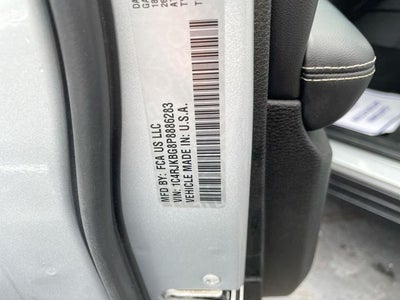 MFD BY: FCA US LLC
VIN: 1C4RJKBG8P8886283
VEHICLE MADE IN: U.S.A.